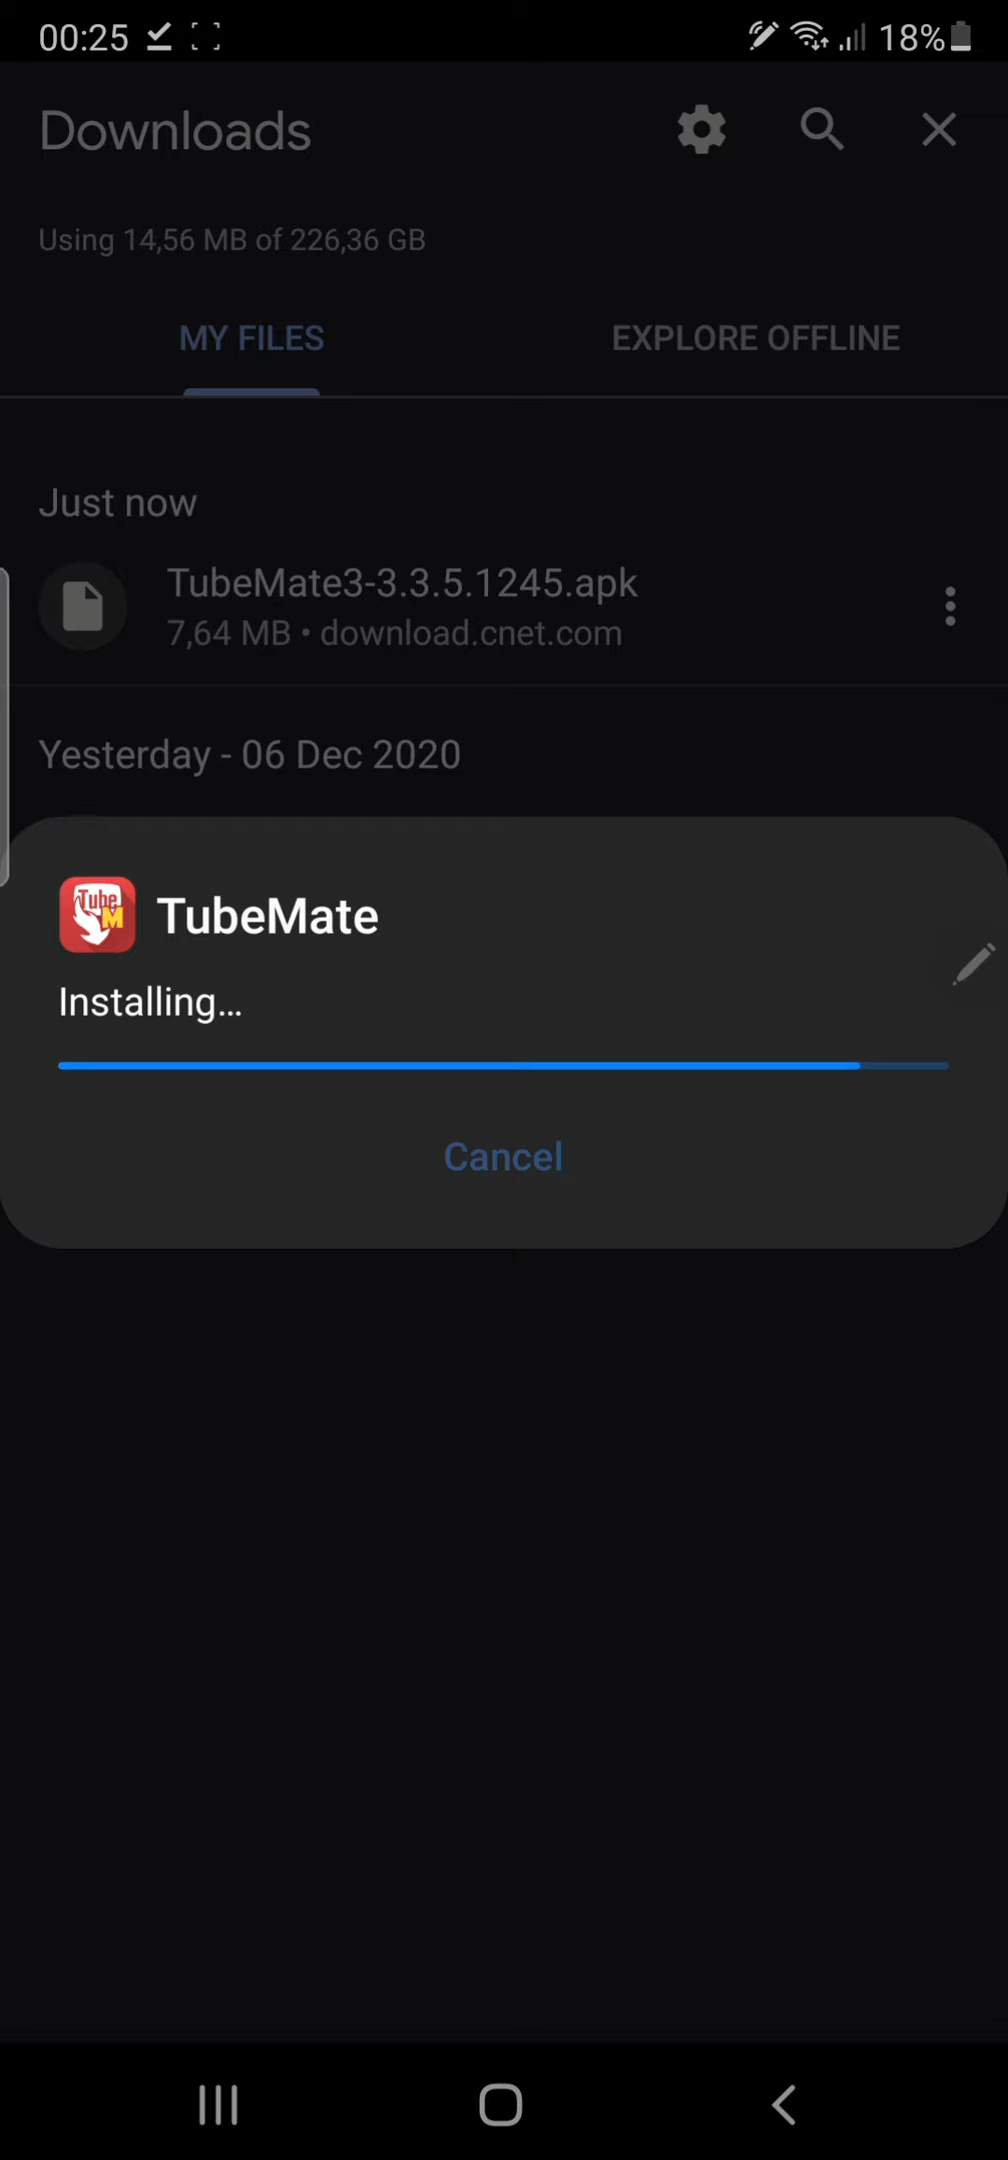 00:25
18%
Downloads
Using 14,56 MB of 226,36 GB
MY FILES
EXPLORE OFFLINE
Just now
TubeMate3-3.3.5.1245.apk
7,64 MB • download.cnet.com
Yesterday - 06 Dec 2020
Tube
M
TubeMate
Installing...
Cancel